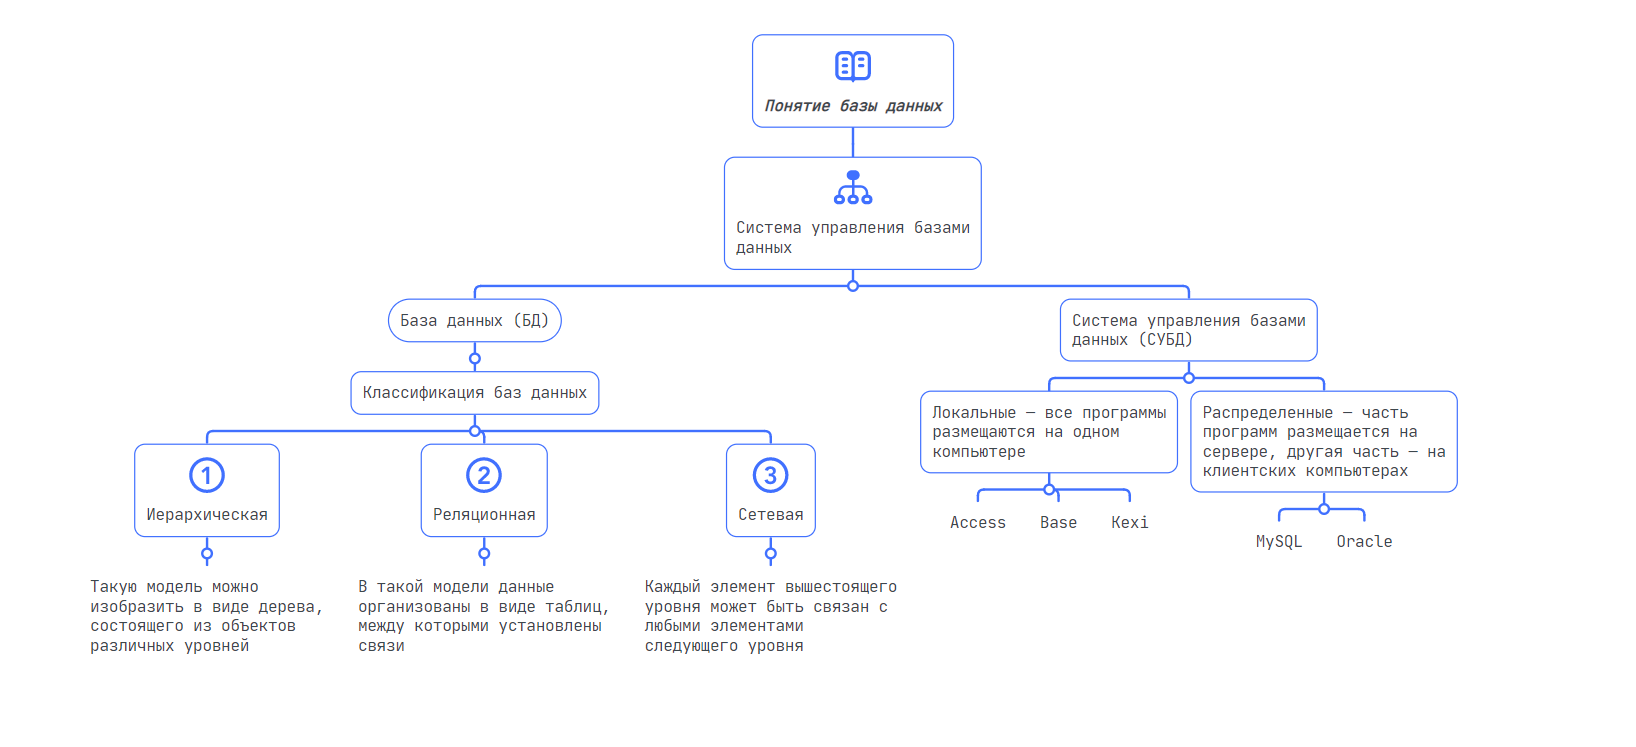 Понятие базы данных
Система управления базами
данных
База данных (БД)
Система управления базами
данных (СУБД)
Классификация баз данных
Локальные — все программы
размещаются на одном
компьютере
Распределенные — часть
программ размещается на
сервере, другая часть — на
клиентских компьютерах
1
Иерархическая
2
Реляционная
3
Сетевая
Access
Base
Kexi
MySQL
Oracle
Такую модель можно
изобразить в виде дерева,
состоящего из объектов
различных уровней
В такой модели данные
организованы в виде таблиц,
между которыми установлены
связи
Каждый элемент вышестоящего
уровня может быть связан с
любыми элементами
следующего уровня